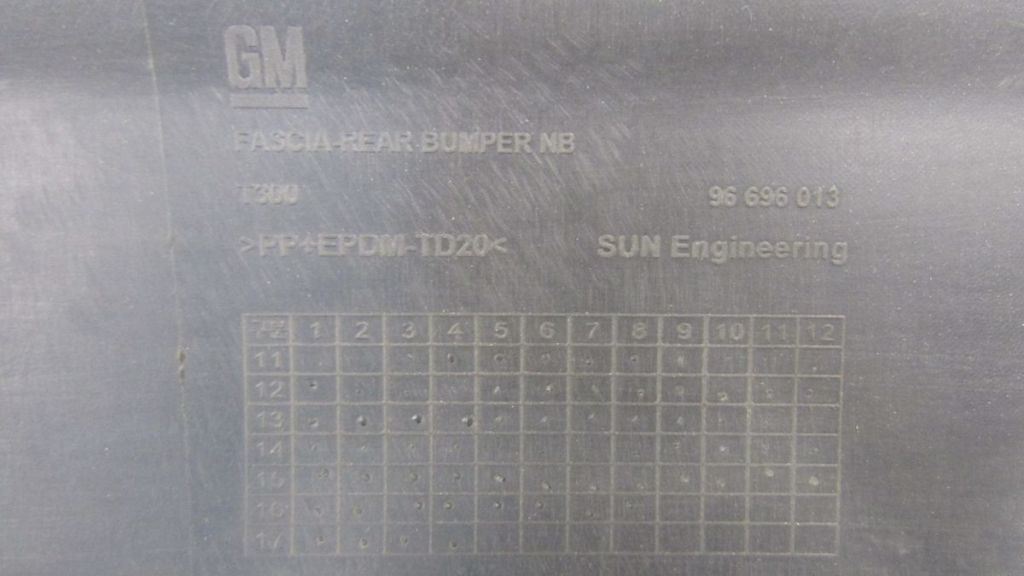 GM
FASCIA-REAR BUMPER NB
T300 96 696 013
>PP+EPDM-TD20< SUN Engineering
1 2 3 4 5 6 7 8 9 10 11 12
11
12
13
14
15
16
17